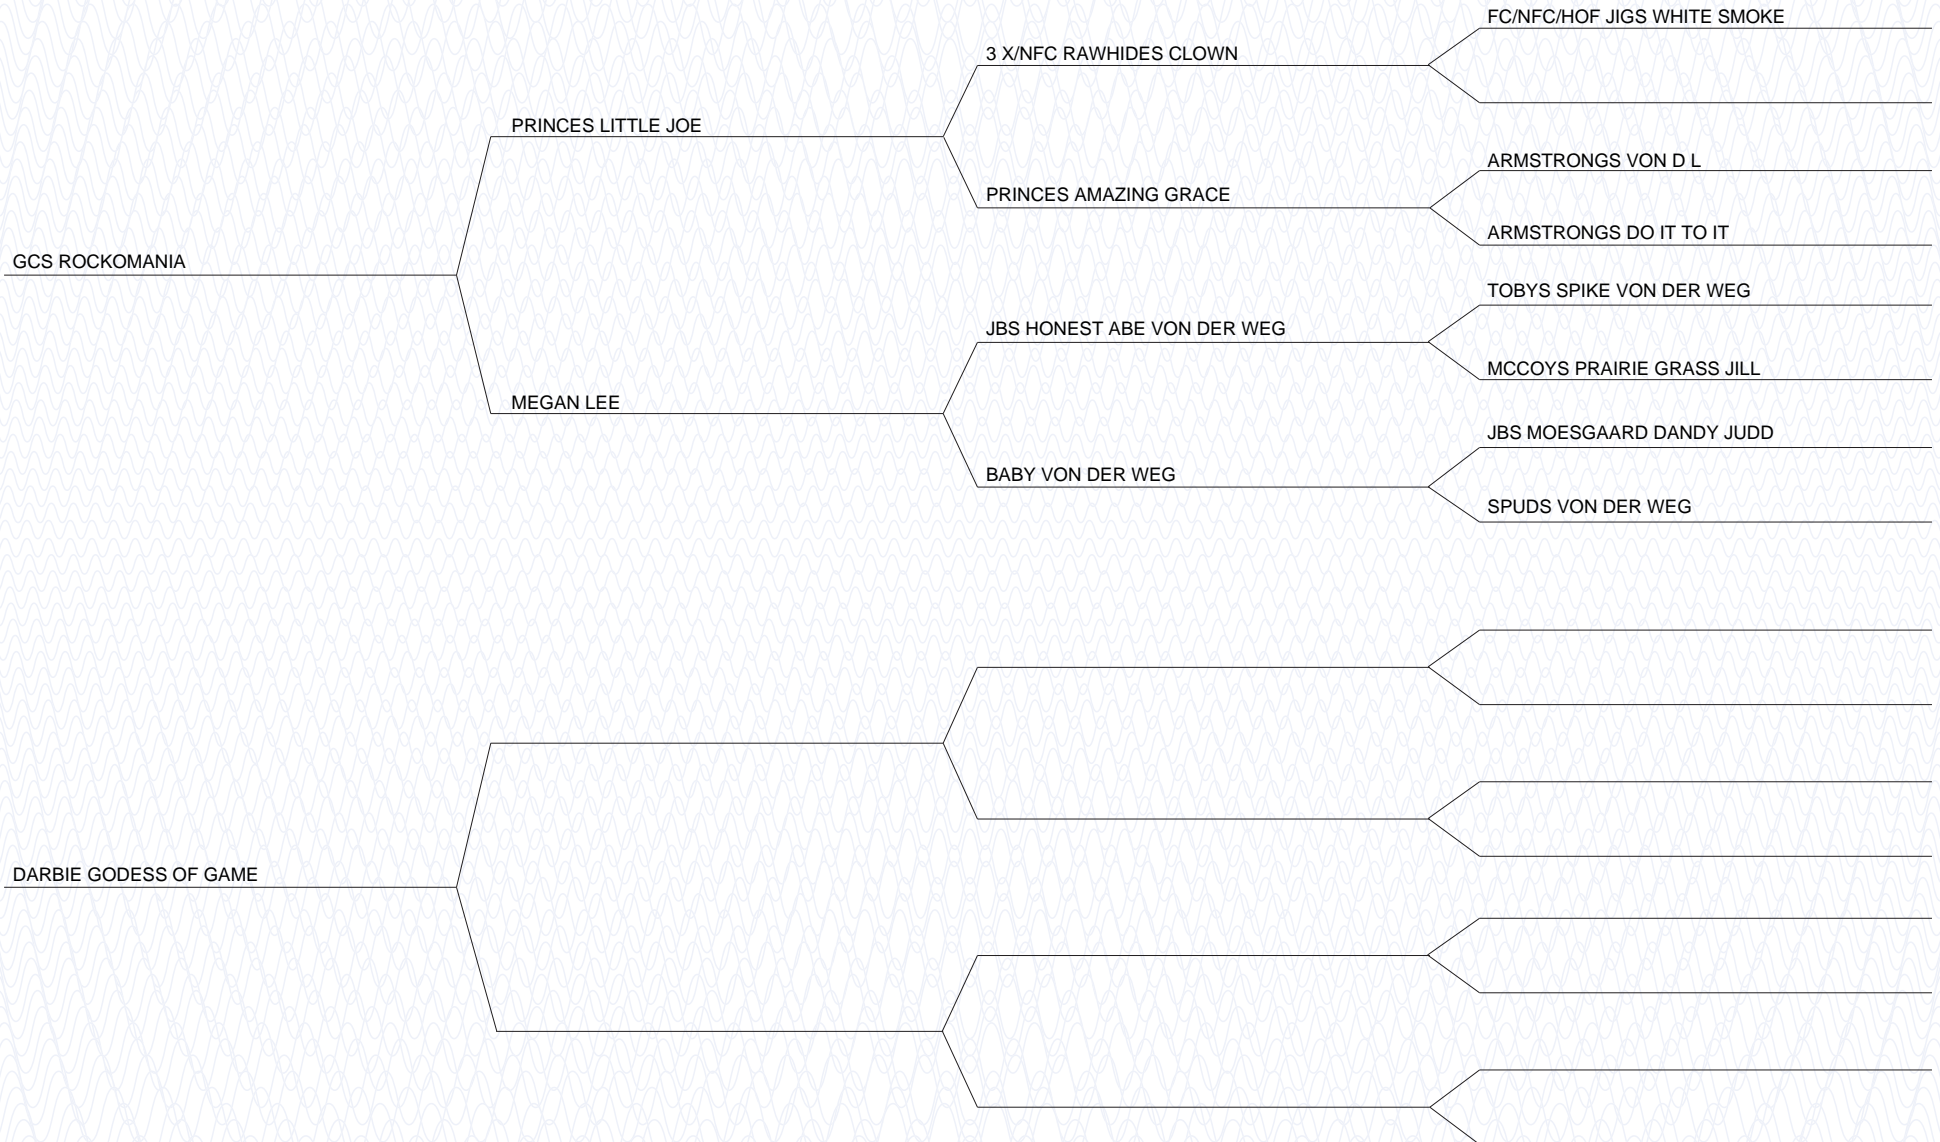 FC/NFC/HOF JIGS WHITE SMOKE
3 X/NFC RAWHIDES CLOWN
PRINCES LITTLE JOE
ARMSTRONGS VON D L
PRINCES AMAZING GRACE
ARMSTRONGS DO IT TO IT
GCS ROCKOMANIA
TOBYS SPIKE VON DER WEG
JBS HONEST ABE VON DER WEG
MCCOYS PRAIRIE GRASS JILL
MEGAN LEE
JBS MOESGAARD DANDY JUDD
BABY VON DER WEG
SPUDS VON DER WEG
DARBIE GODESS OF GAME